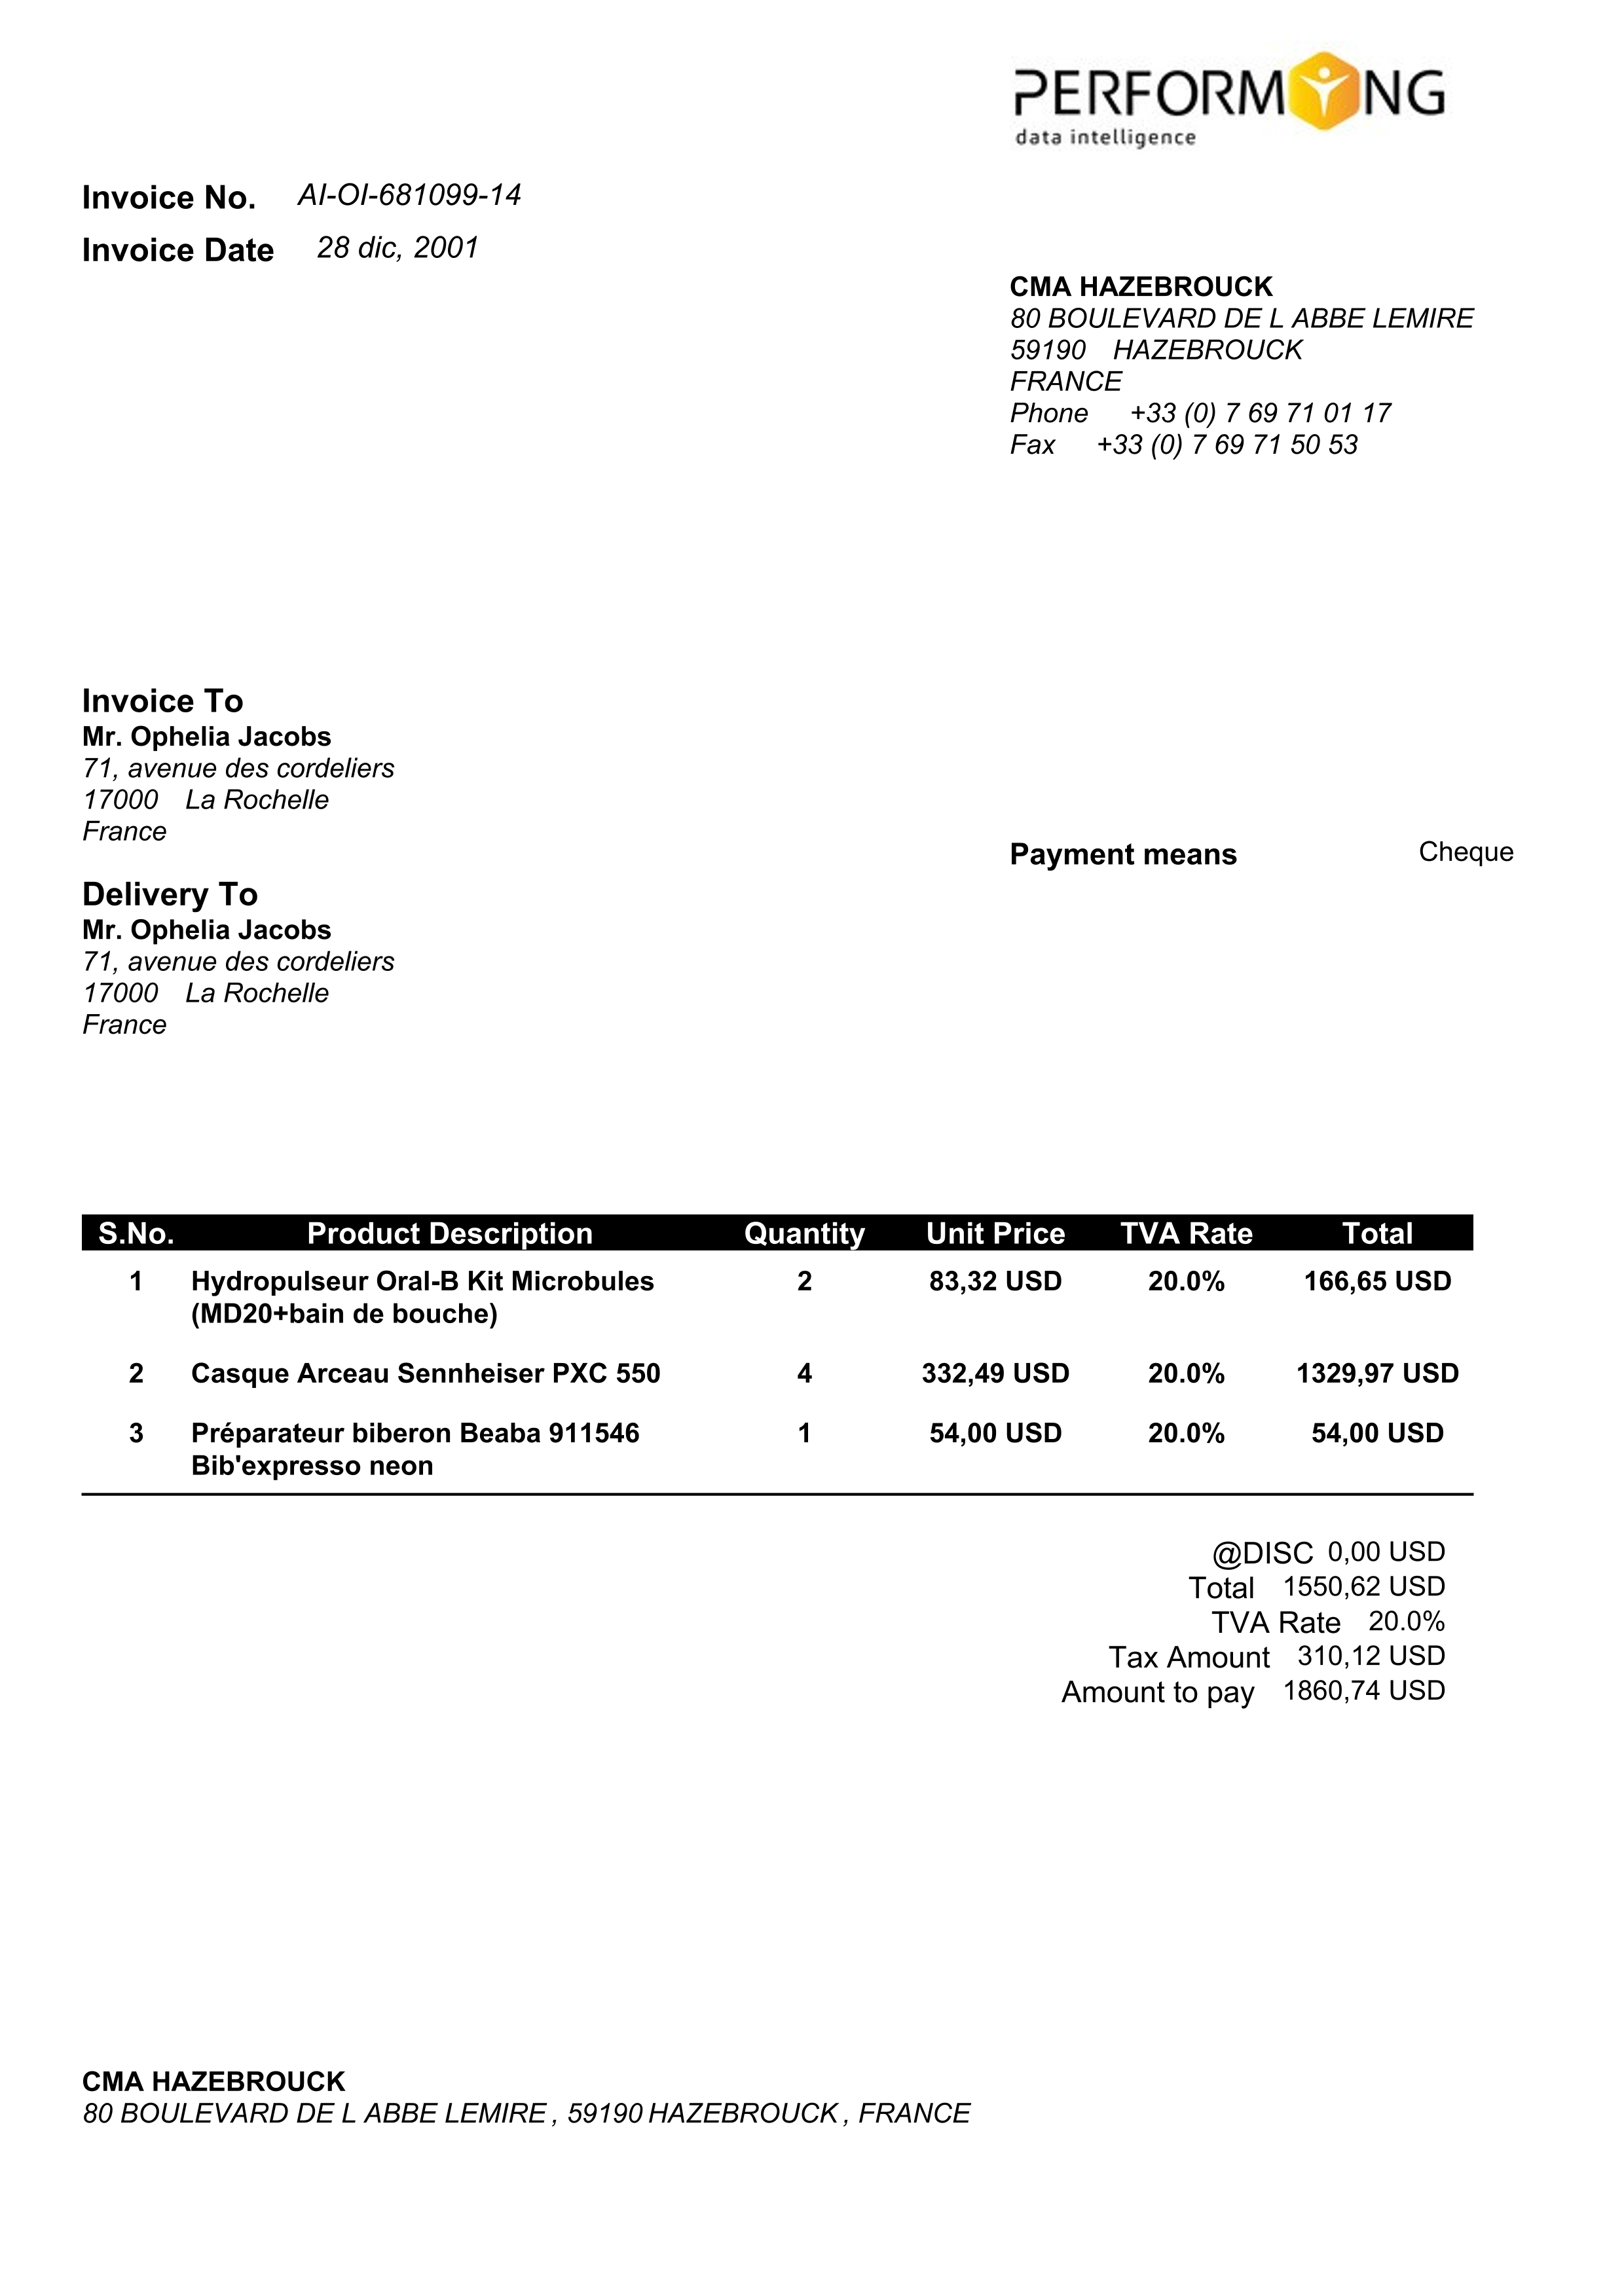 PERFORMING
data intelligence
Invoice No. AI-OI-681099-14
Invoice Date 28 dic, 2001
CMA HAZEBROUCK
80 BOULEVARD DE L ABBE LEMIRE
59190 HAZEBROUCK
FRANCE
Phone +33 (0) 7 69 71 01 17
Fax +33 (0) 7 69 71 50 53
Invoice To
Mr. Ophelia Jacobs
71, avenue des cordeliers
17000 La Rochelle
France
Payment means Cheque
Delivery To
Mr. Ophelia Jacobs
71, avenue des cordeliers
17000 La Rochelle
France
S.No. Product Description Quantity Unit Price TVA Rate Total
1 Hydropulseur Oral-B Kit Microbules 2 83,32 USD 20.0% 166,65 USD
(MD20+bain de bouche)
2 Casque Arceau Sennheiser PXC 550 4 332,49 USD 20.0% 1329,97 USD
3 Préparateur biberon Beaba 911546 1 54,00 USD 20.0% 54,00 USD
Bib'expresso neon
@DISC 0,00 USD
Total 1550,62 USD
TVA Rate 20.0%
Tax Amount 310,12 USD
Amount to pay 1860,74 USD
CMA HAZEBROUCK
80 BOULEVARD DE L ABBE LEMIRE , 59190 HAZEBROUCK , FRANCE